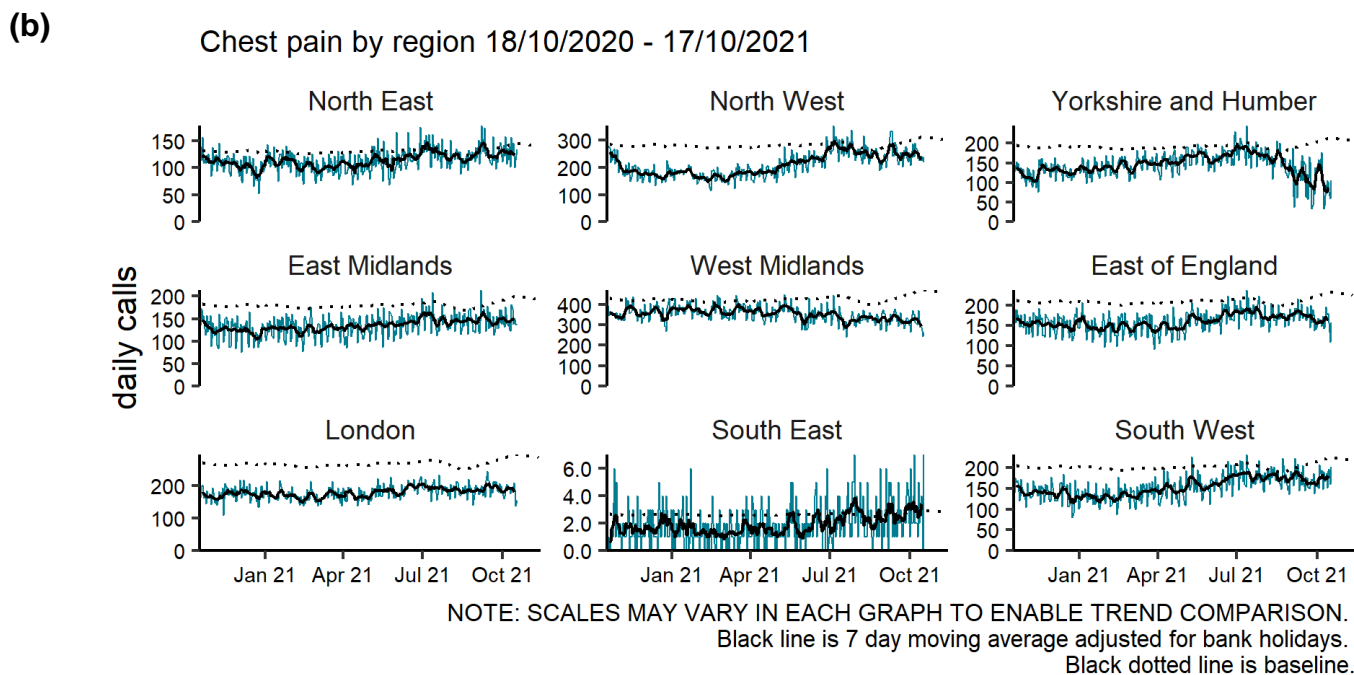 (b)
Chest pain by region 18/10/2020 - 17/10/2021
North East
North West
Yorkshire and Humber
150
100
50
0
300
200
100
0
200
150
100
50
0
East Midlands
West Midlands
East of England
daily calls
200
150
100
50
0
400
300
200
100
0
200
150
100
50
0
London
South East
South West
200
100
0
6.0
4.0
2.0
0.0
200
150
100
50
0
Jan 21 Apr 21 Jul 21 Oct 21
Jan 21 Apr 21 Jul 21 Oct 21
Jan 21 Apr 21 Jul 21 Oct 21
NOTE: SCALES MAY VARY IN EACH GRAPH TO ENABLE TREND COMPARISON.
Black line is 7 day moving average adjusted for bank holidays.
Black dotted line is baseline.